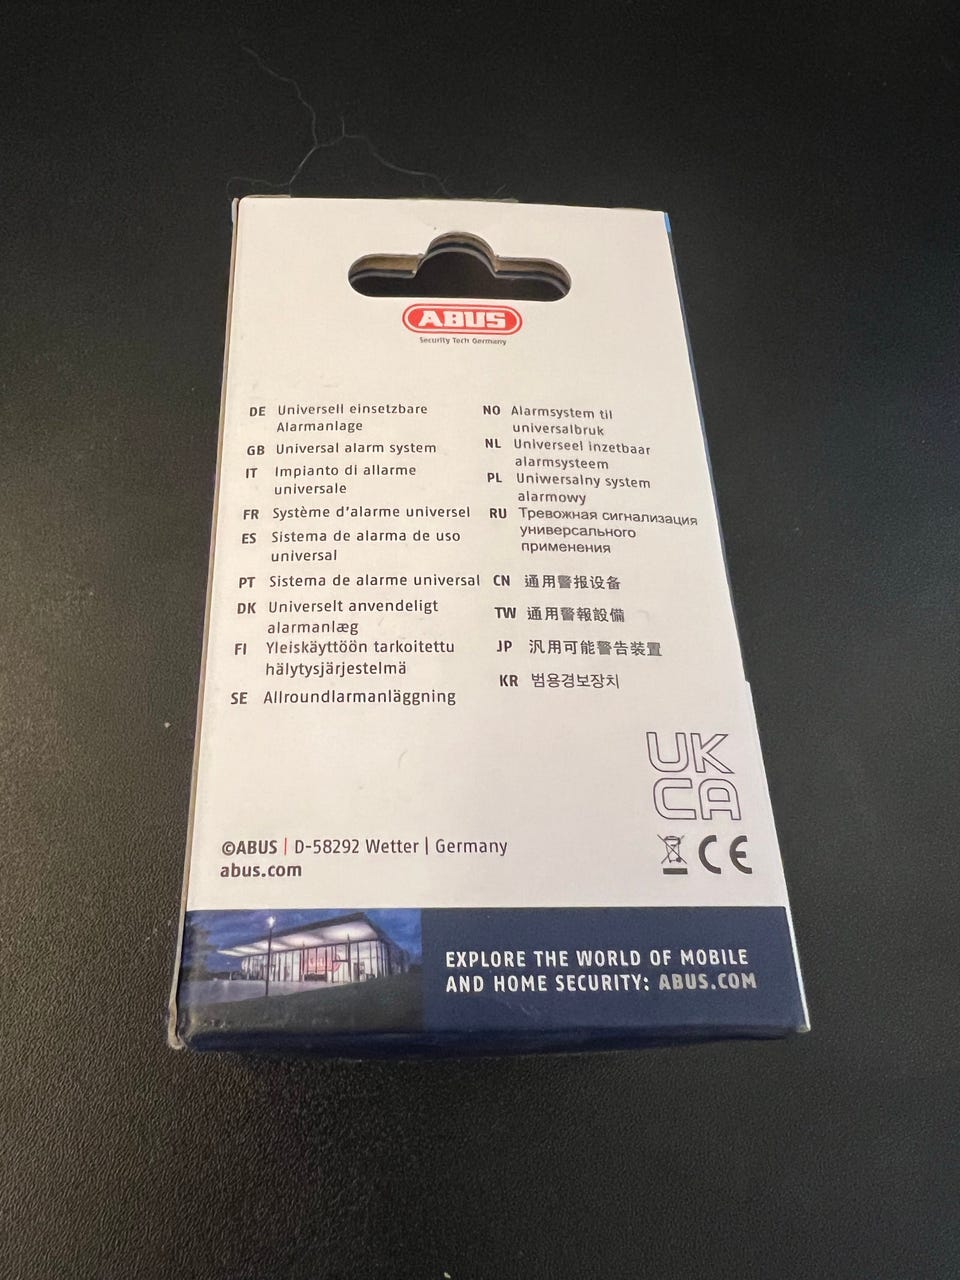 ABUS
Security Tech Germany
DE Universell einsetzbare
Alarmanlage
GB Universal alarm system
IT Impianto di allarme
universale
FR Système d'alarme universel
ES Sistema de alarma de uso
universal
PT Sistema de alarme universal
DK Universelt anvendeligt
alarmanlæg
FI Yleiskäyttöön tarkoitettu
hälytysjärjestelmä
SE Allroundlarmanläggning
NO Alarmsystem til
universalbruk
NL Universeel inzetbaar
alarmsysteem
PL Uniwersalny system
alarmowy
RU Тревожная сигнализация
универсального
применения
CN 通用警报设备
TW 通用警報設備
JP 汎用可能警告装置
KR 범용경보장치
UK
CA
CE
©ABUS | D-58292 Wetter | Germany
abus.com
EXPLORE THE WORLD OF MOBILE
AND HOME SECURITY: ABUS.COM